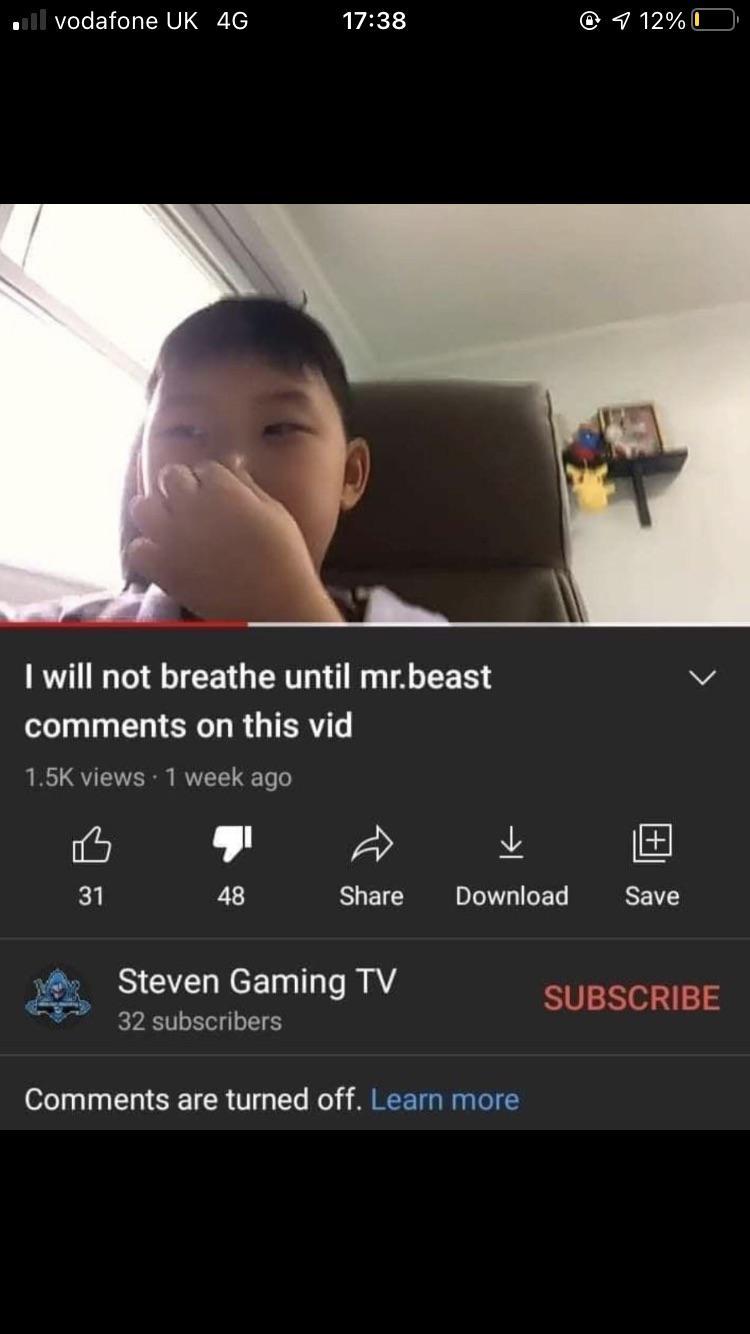 vodafone UK 4G 17:38 12%
I will not breathe until mr.beast
comments on this vid
1.5K views · 1 week ago
31 48 Share Download Save
Steven Gaming TV
32 subscribers
SUBSCRIBE
Comments are turned off. Learn more